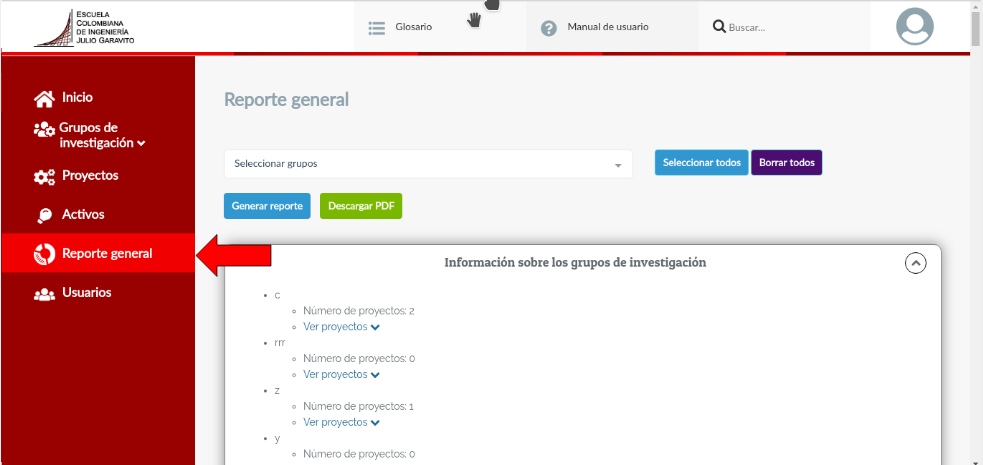 ESCUELA
COLOMBIANA
DE INGENIERÍA
JULIO GARAVITO
Glosario
Manual de usuario
Buscar...
Inicio
Grupos de
investigación
Proyectos
Activos
Reporte general
Usuarios
Reporte general
Seleccionar grupos
Seleccionar todos
Borrar todos
Generar reporte
Descargar PDF
Información sobre los grupos de investigación
c
Número de proyectos: 2
Ver proyectos
rrr
Número de proyectos: 0
Ver proyectos
z
Número de proyectos: 1
Ver proyectos
y
Número de proyectos: 0